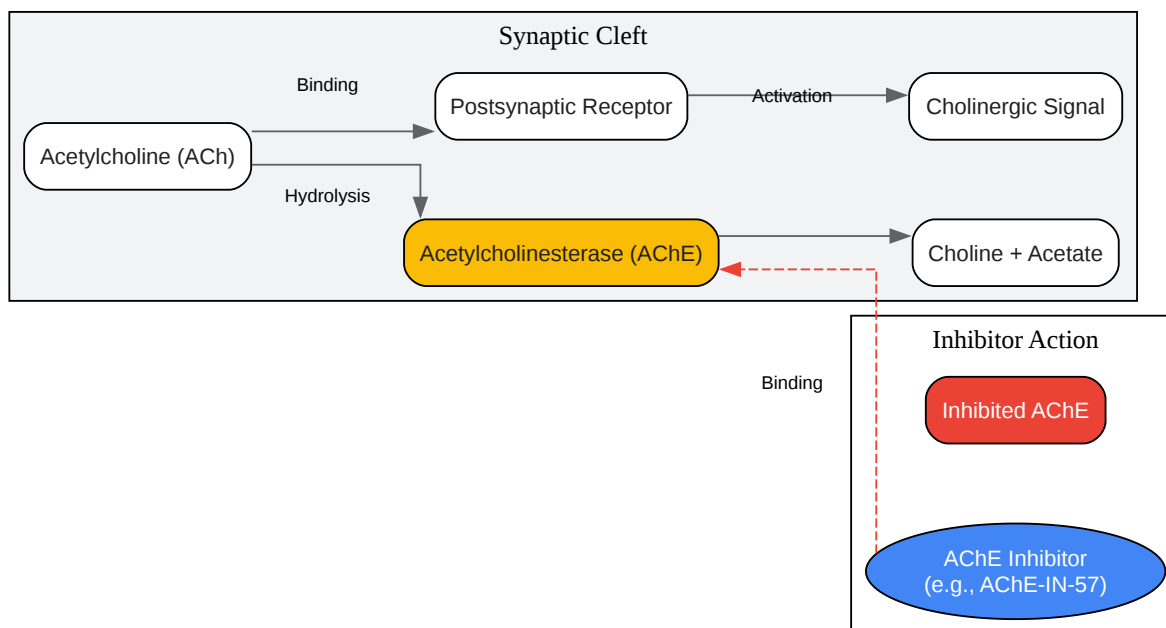 Synaptic Cleft
Binding
Postsynaptic Receptor
Activation
Cholinergic Signal
Acetylcholine (ACh)
Hydrolysis
Acetylcholinesterase (AChE)
Choline + Acetate
Inhibitor Action
Binding
Inhibited AChE
AChE Inhibitor
(e.g., AChE-IN-57)